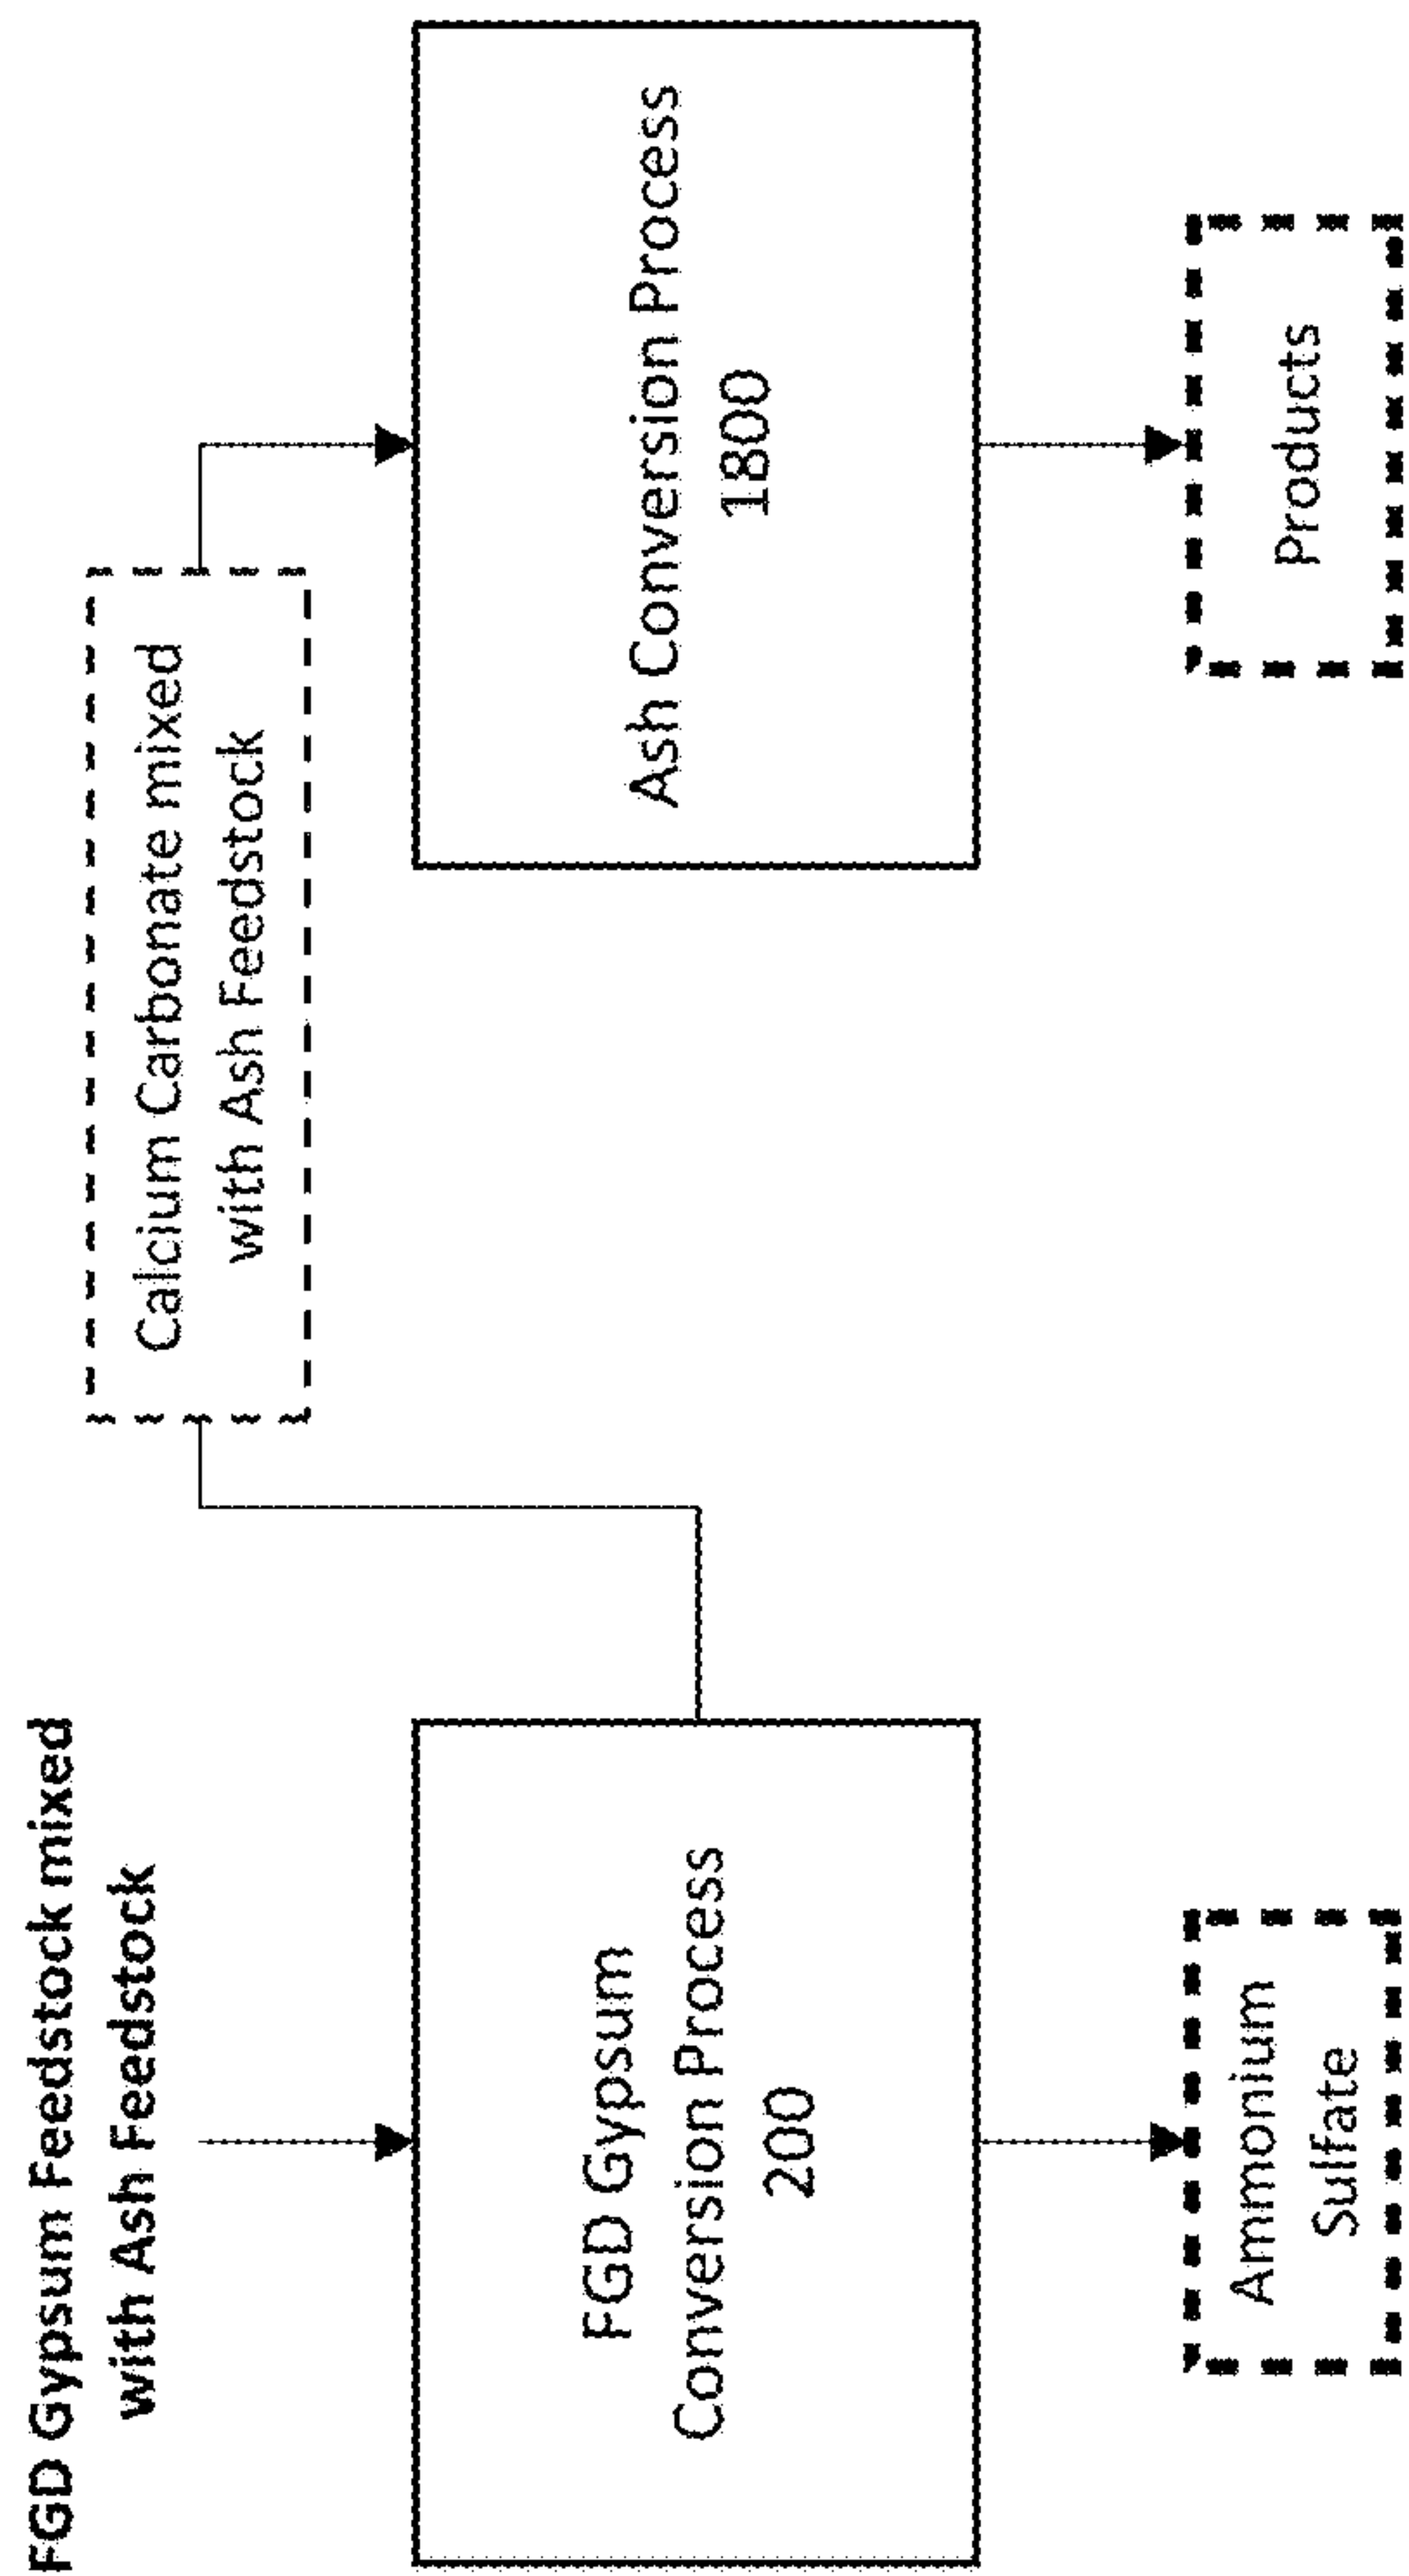 FGD Gypsum Feedstock mixed
with Ash Feedstock
FGD Gypsum
Conversion Process
200
Ammonium
Sulfate
Calcium Carbonate mixed
with Ash Feedstock
Ash Conversion Process
1800
Products